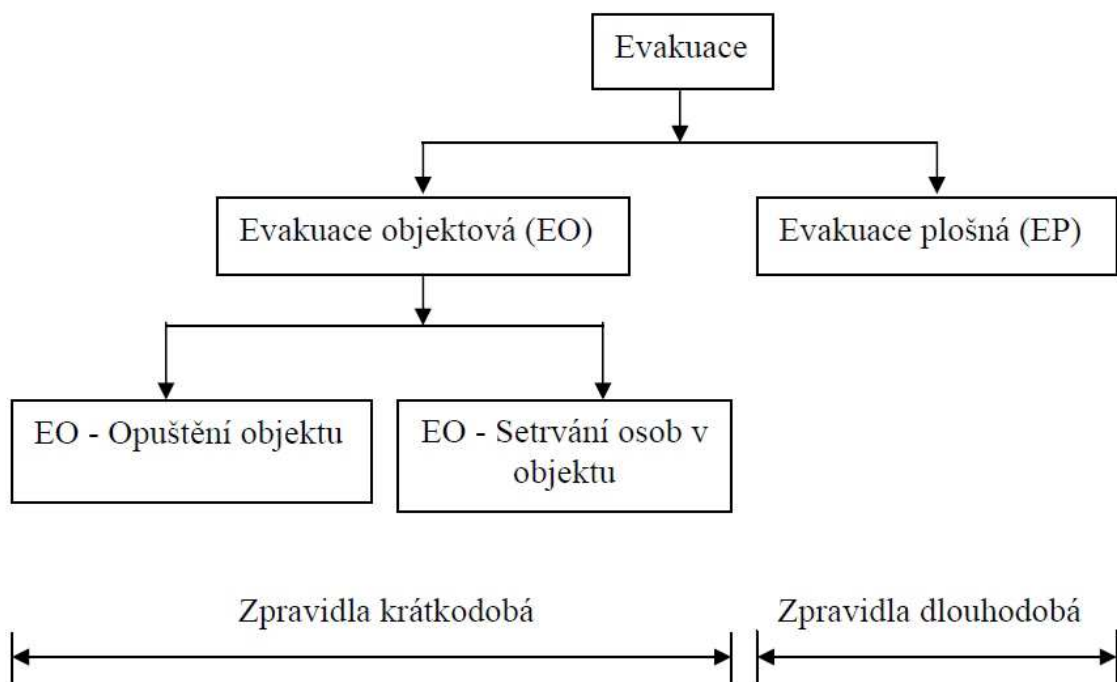 Evakuace
Evakuace objektová (EO)
Evakuace plošná (EP)
EO - Opuštění objektu
EO - Setrvání osob v
objektu
Zpravidla krátkodobá
Zpravidla dlouhodobá